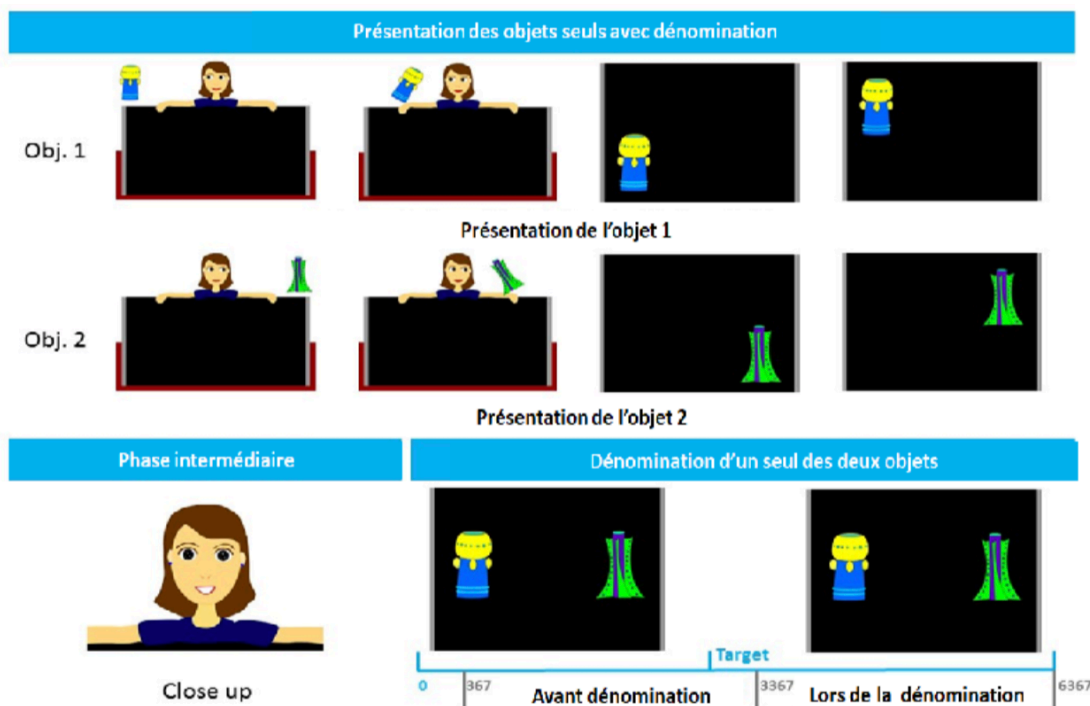 Présentation des objets seuls avec dénomination
Obj. 1
Présentation de l'objet 1
Obj. 2
Présentation de l'objet 2
Phase intermédiaire
Dénomination d'un seul des deux objets
Target
0
367
Avant dénomination
3367
Lors de la dénomination
6367
Close up